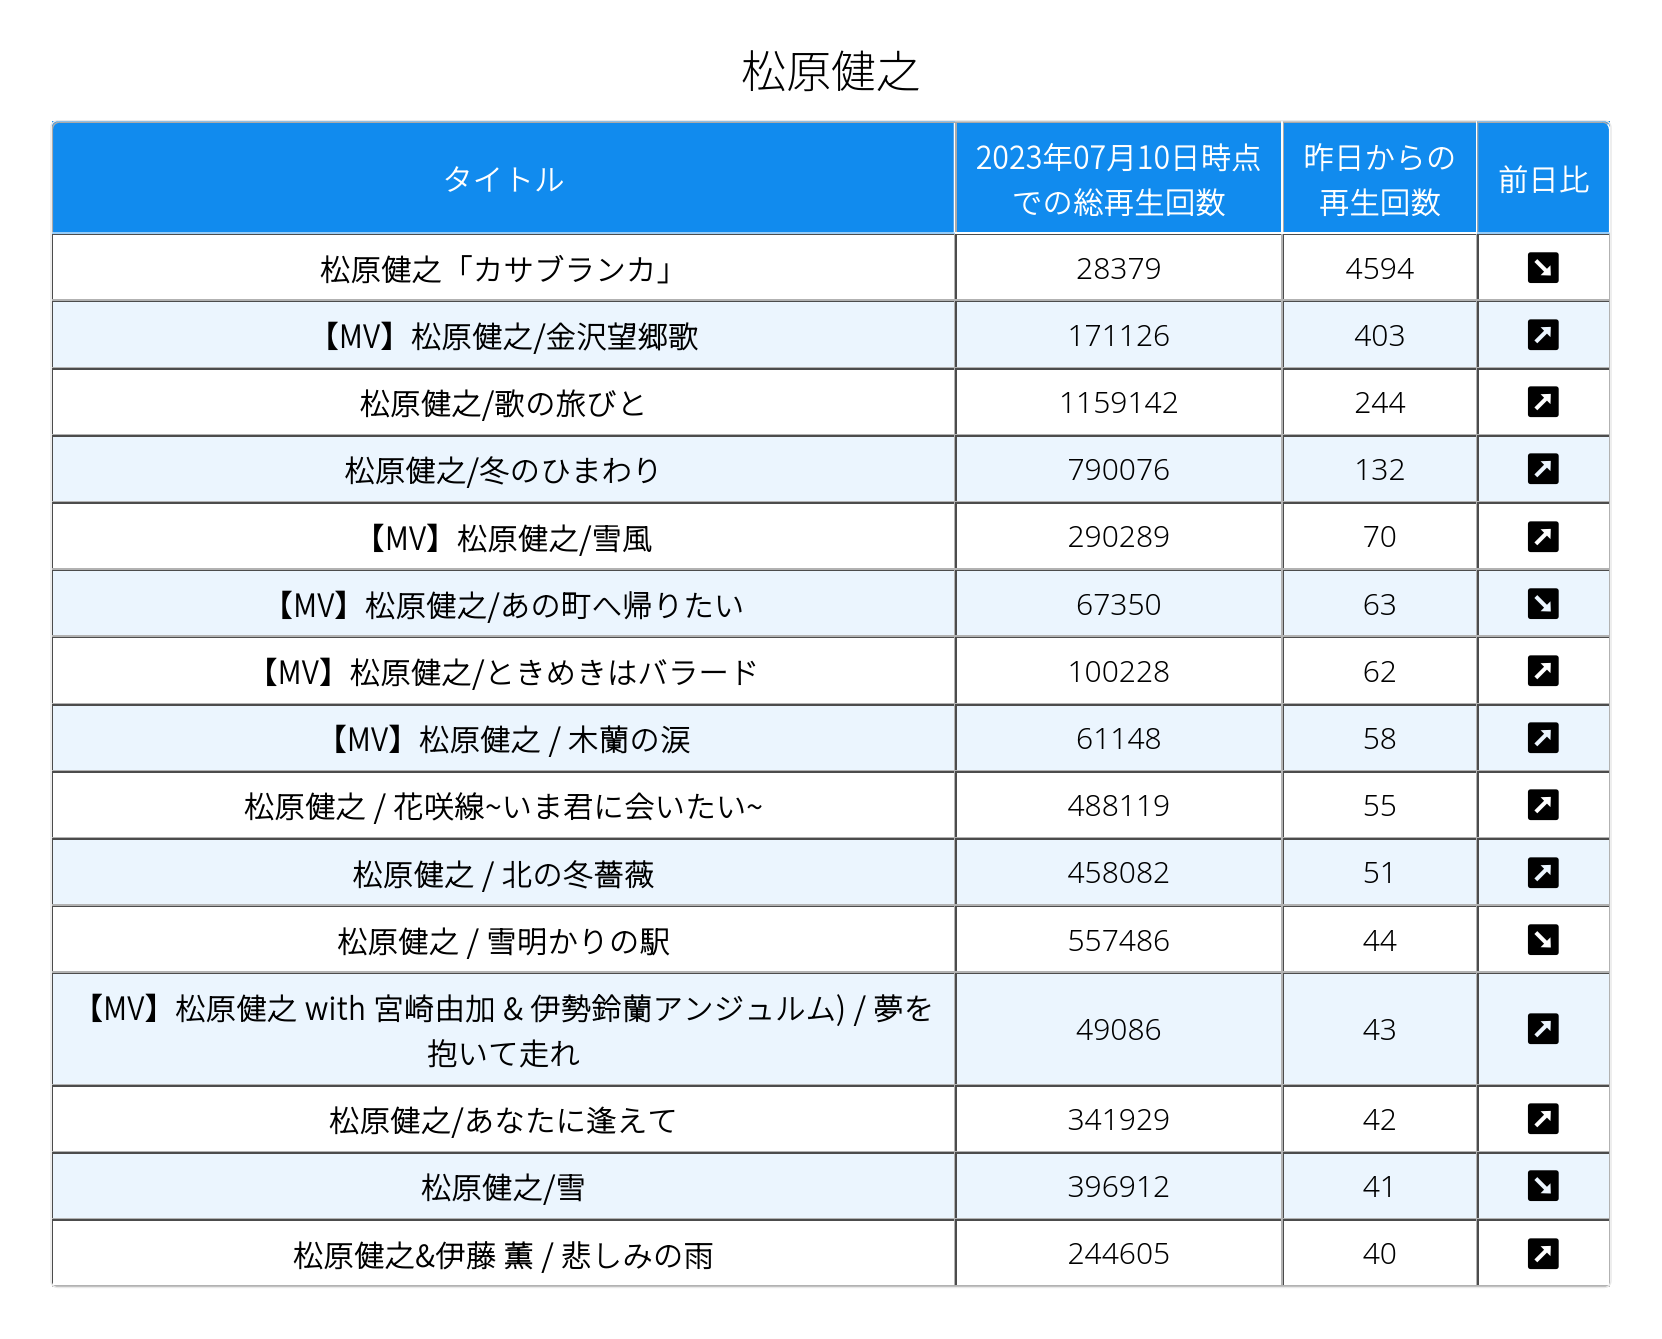 松原健之
タイトル 2023年07月10日時点での総再生回数 昨日からの再生回数 前日比
松原健之「カサブランカ」 28379 4594 ↘
【MV】松原健之/金沢望郷歌 171126 403 ↗
松原健之/歌の旅びと 1159142 244 ↗
松原健之/冬のひまわり 790076 132 ↗
【MV】松原健之/雪風 290289 70 ↗
【MV】松原健之/あの町へ帰りたい 67350 63 ↘
【MV】松原健之/ときめきはバラード 100228 62 ↗
【MV】松原健之 / 木蘭の涙 61148 58 ↗
松原健之 / 花咲線~いま君に会いたい~ 488119 55 ↗
松原健之 / 北の冬薔薇 458082 51 ↗
松原健之 / 雪明かりの駅 557486 44 ↘
【MV】松原健之 with 宮崎由加 & 伊勢鈴蘭アンジュルム) / 夢を抱いて走れ 49086 43 ↗
松原健之/あなたに逢えて 341929 42 ↗
松原健之/雪 396912 41 ↘
松原健之&伊藤 薫 / 悲しみの雨 244605 40 ↗